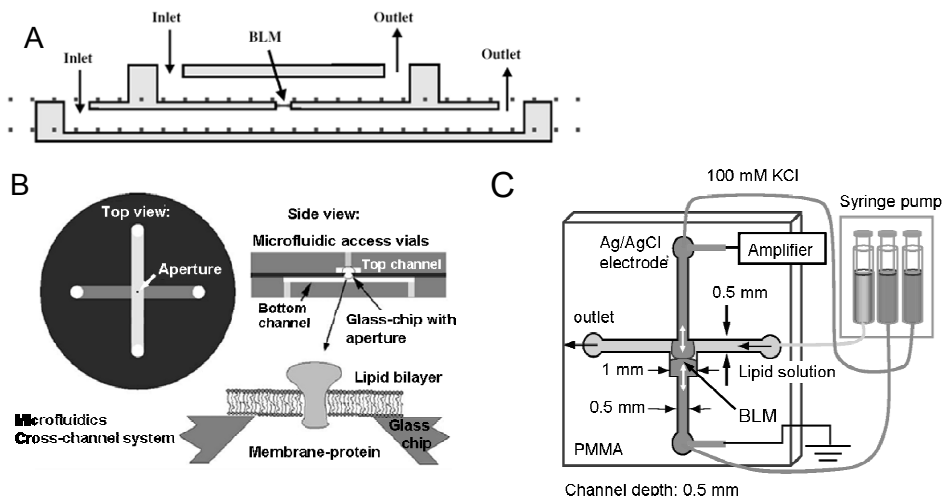 A
Inlet
Inlet
BLM
Outlet
Outlet
B
Top view:
Aperture
Microfluidics
Cross-channel system
Side view:
Microfluidic access vials
Top channel
Bottom
channel
Glass-chip with
aperture
Lipid bilayer
Glass
chip
Membrane-protein
C
100 mM KCl
Syringe pump
Ag/AgCl
electrode
Amplifier
0.5 mm
outlet
1 mm
Lipid solution
0.5 mm
BLM
PMMA
Channel depth: 0.5 mm